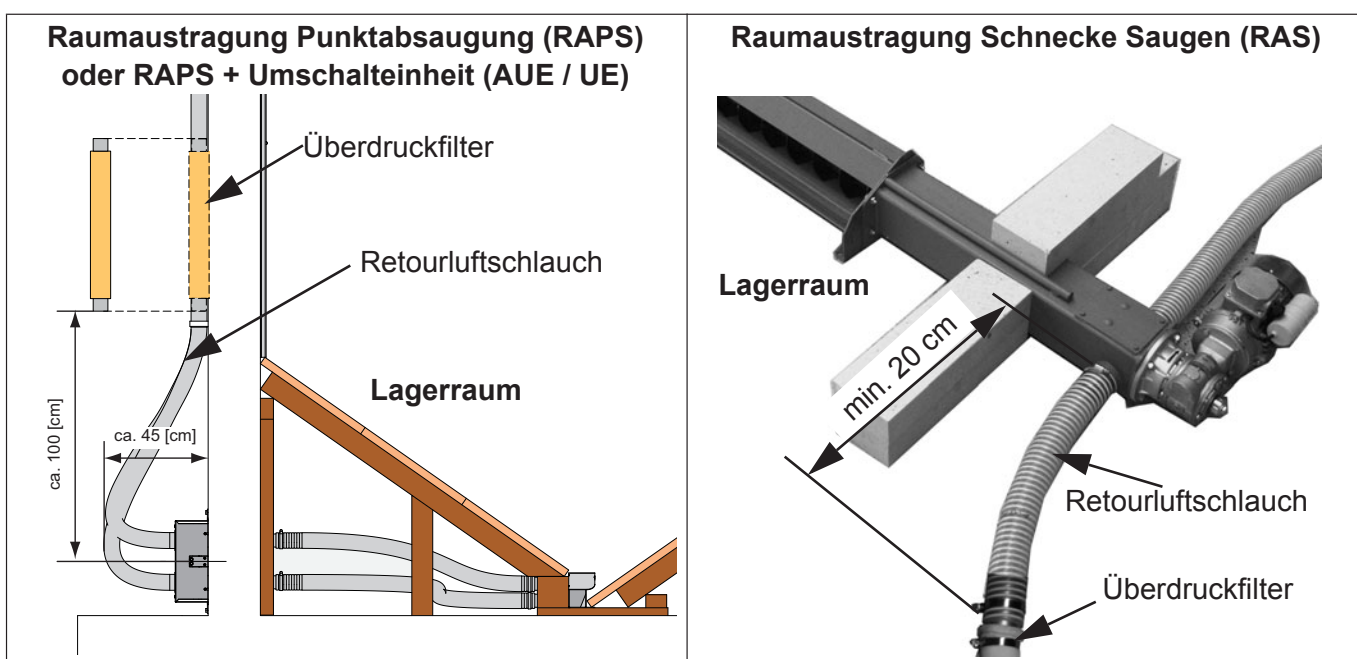 Raumaustragung Punktabsaugung (RAPS)
oder RAPS + Umschalteinheit (AUE / UE)
Überdruckfilter
Retourluftschlauch
Lagerraum
ca. 45 [cm]
ca. 100 [cm]
Raumaustragung Schnecke Saugen (RAS)
Lagerraum
min. 20 cm
Retourluftschlauch
Überdruckfilter